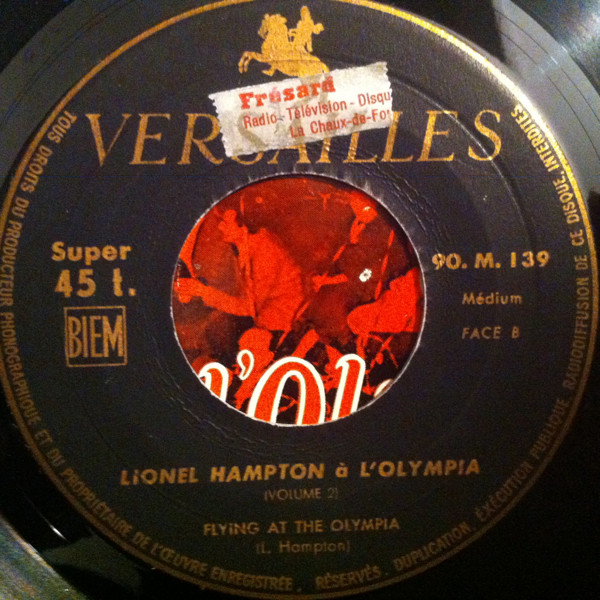 Frésard
Radio-Télévision-Disqu
La Chaux-de-Fo
VERSAILLES
Super
45 t.
BIEM
90. M. 139
Médium
FACE B
l'Ol
LIONEL HAMPTON à L'OLYMPIA
(VOLUME 2)
FLYING AT THE OLYMPIA
(L. Hampton)
TOUS DROITS DU PRODUCTEUR PHONOGRAPHIQUE ET DU PROPRIÉTAIRE DE L'ŒUVRE ENREGISTRÉE. RÉSERVÉS. DUPLICATION. EXÉCUTION PUBLIQUE. RADIODIFFUSION DE CE DISQUE, INTERDITES